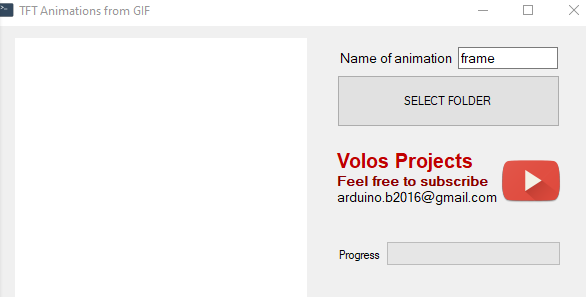 TFT Animations from GIF
Name of animation frame
SELECT FOLDER
Volos Projects
Feel free to subscribe
arduino.b2016@gmail.com
Progress